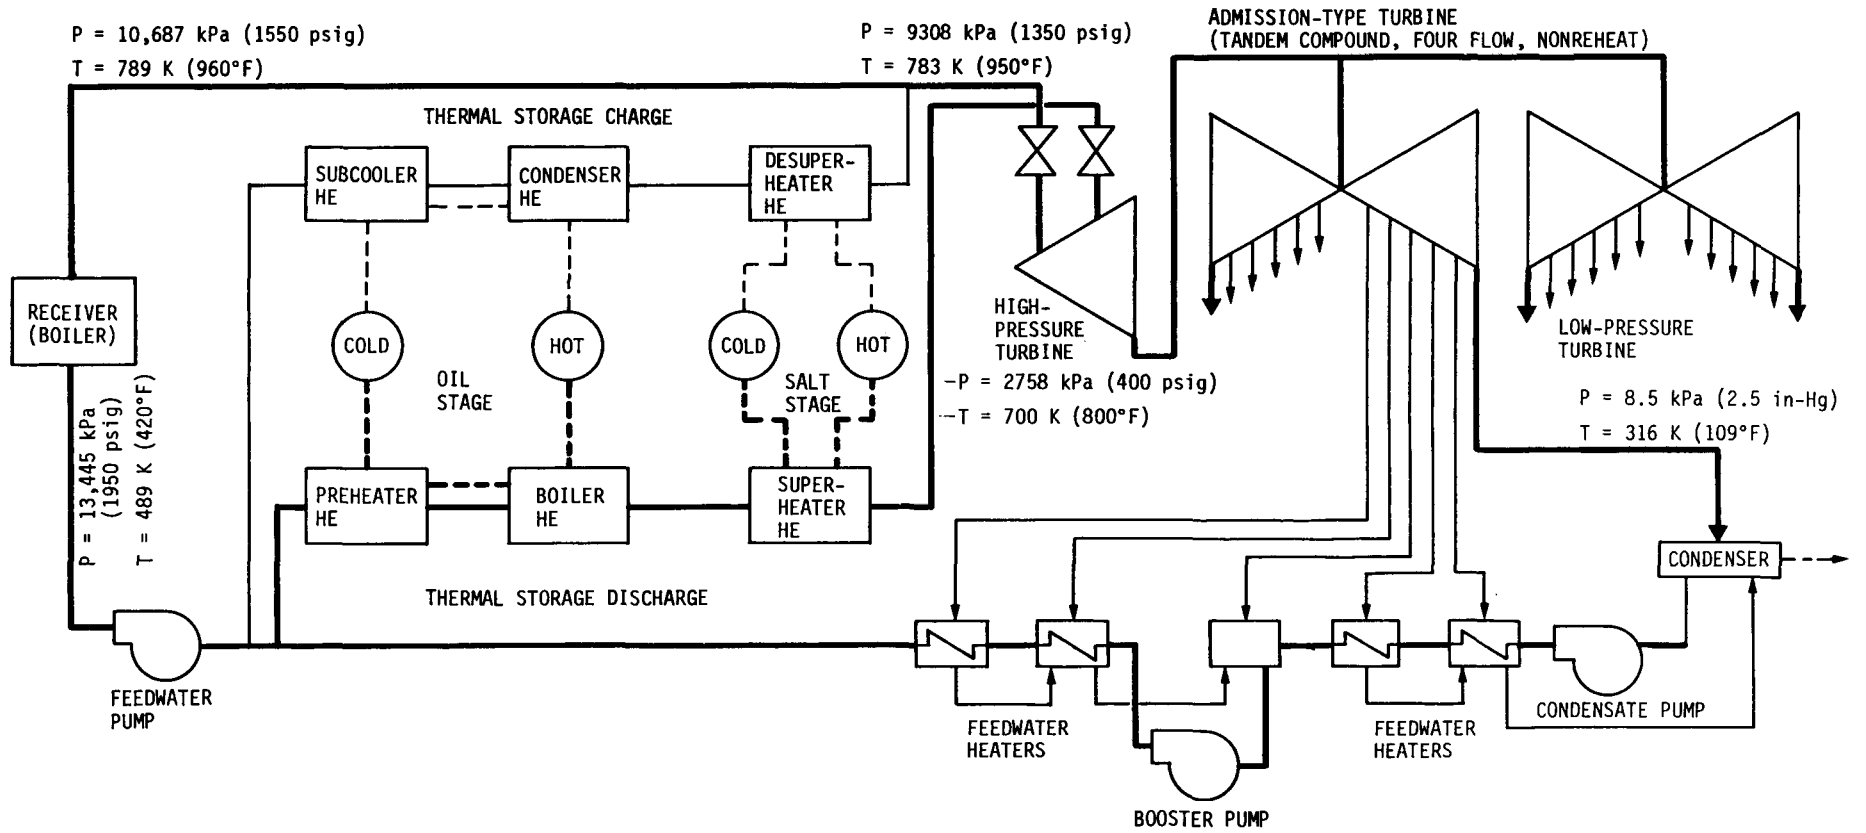 P = 10,687 kPa (1550 psig)
T = 789 K (960°F)
P = 9308 kPa (1350 psig)
T = 783 K (950°F)
ADMISSION-TYPE TURBINE
(TANDEM COMPOUND, FOUR FLOW, NONREHEAT)
THERMAL STORAGE CHARGE
SUBCOOLER
HE
CONDENSER
HE
DESUPER-
HEATER
HE
RECEIVER
(BOILER)
COLD
HOT
COLD
HOT
OIL
STAGE
SALT
STAGE
HIGH-
PRESSURE
TURBINE
LOW-PRESSURE
TURBINE
-P = 2758 kPa (400 psig)
-T = 700 K (800°F)
P = 8.5 kPa (2.5 in-Hg)
T = 316 K (109°F)
P = 13,445 kPa
(1950 psig)
T = 489 K (420°F)
PREHEATER
HE
BOILER
HE
SUPER-
HEATER
HE
CONDENSER
THERMAL STORAGE DISCHARGE
FEEDWATER
PUMP
FEEDWATER
HEATERS
FEEDWATER
HEATERS
CONDENSATE PUMP
BOOSTER PUMP